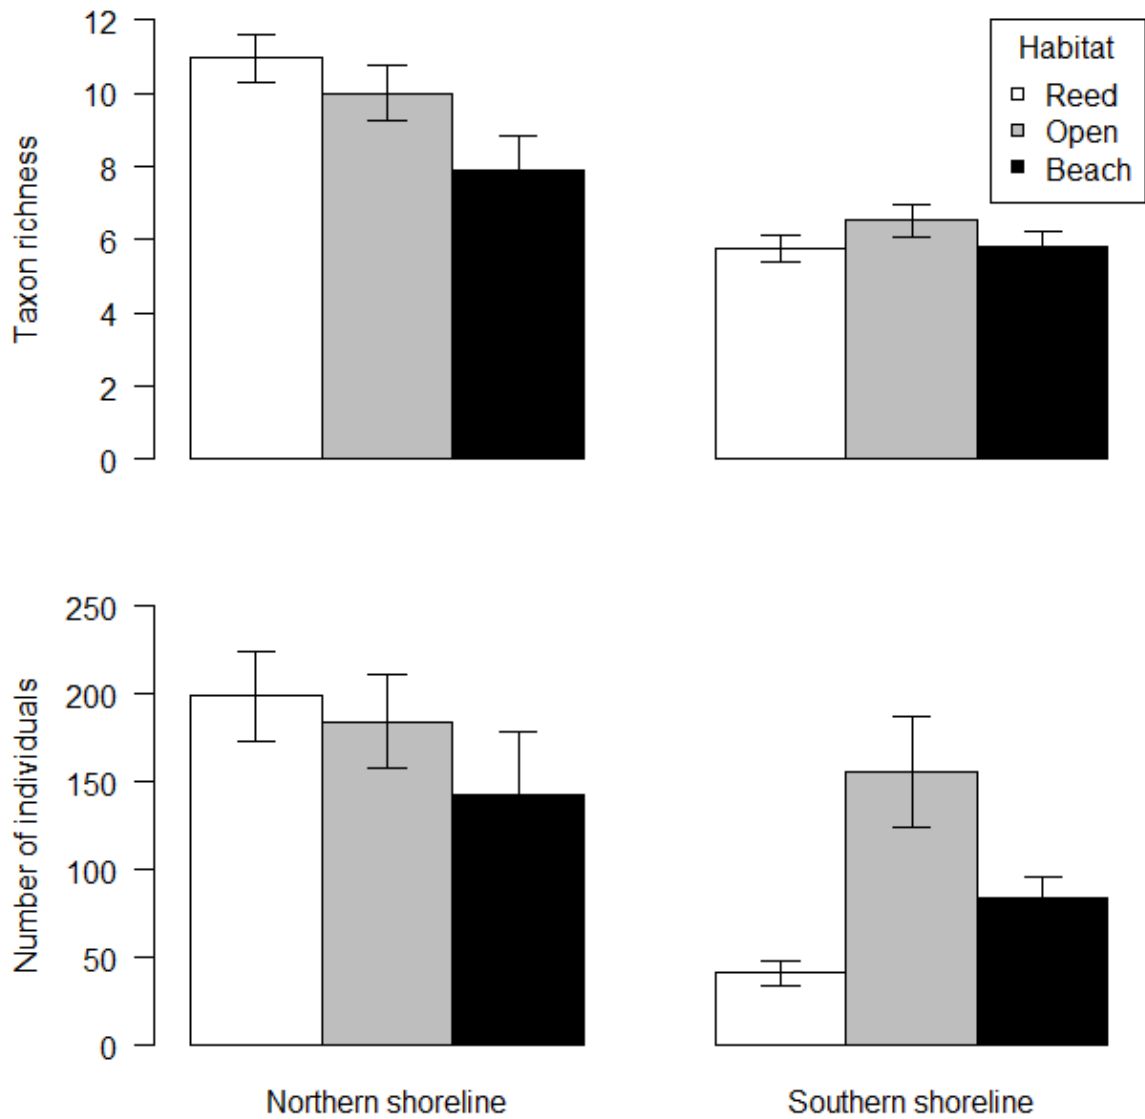 Taxon richness
12
10
8
6
4
2
0
Habitat
Reed
Open
Beach
Number of individuals
250
200
150
100
50
0
Northern shoreline
Southern shoreline